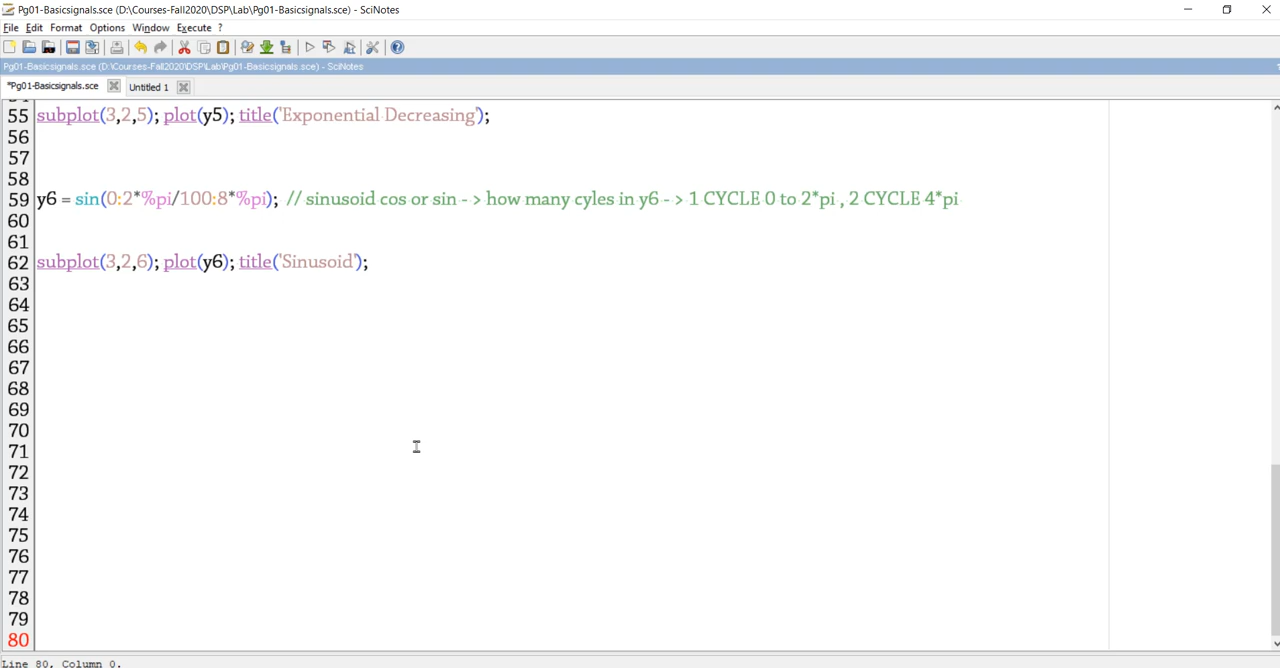 Pg01-Basicsignals.sce (D:\Courses-Fall2020\DSP\Lab\Pg01-Basicsignals.sce) - SciNotes
File Edit Format Options Window Execute ?
Pg01-Basicsignals.sce (D:\Courses-Fall2020\DSP\Lab\Pg01-Basicsignals.sce) - SciNotes
*Pg01-Basicsignals.sce Untitled 1
55 subplot(3,2,5); plot(y5); title('Exponential Decreasing');
56
57
58
59 y6 = sin(0:2*%pi/100:8*%pi); // sinusoid cos or sin - > how many cyles in y6 - > 1 CYCLE 0 to 2*pi , 2 CYCLE 4*pi
60
61
62 subplot(3,2,6); plot(y6); title('Sinusoid');
63
64
65
66
67
68
69
70
71
72
73
74
75
76
77
78
79
80
Line 80, Column 0.